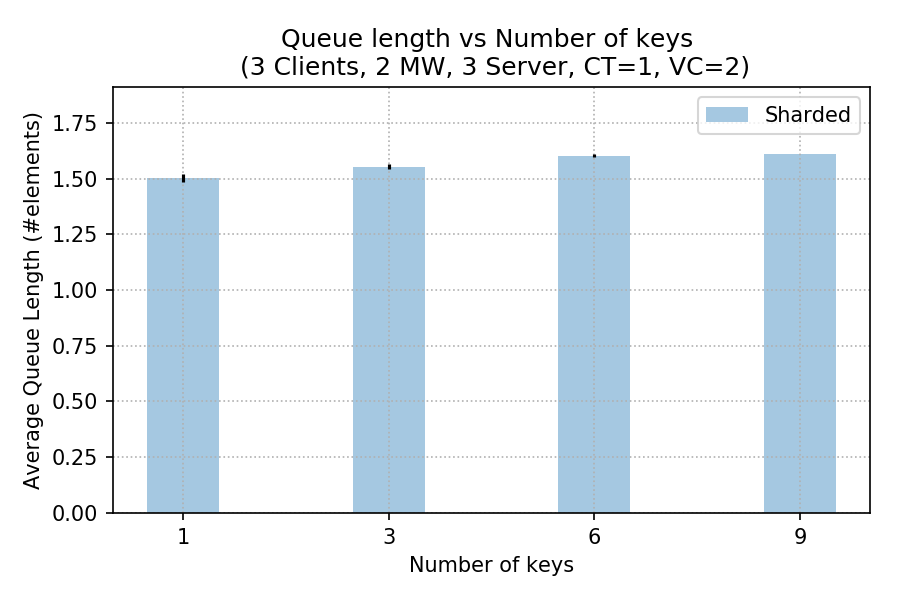 Queue length vs Number of keys
(3 Clients, 2 MW, 3 Server, CT=1, VC=2)
Sharded
Average Queue Length (#elements)
1.75
1.50
1.25
1.00
0.75
0.50
0.25
0.00
1 3 6 9
Number of keys